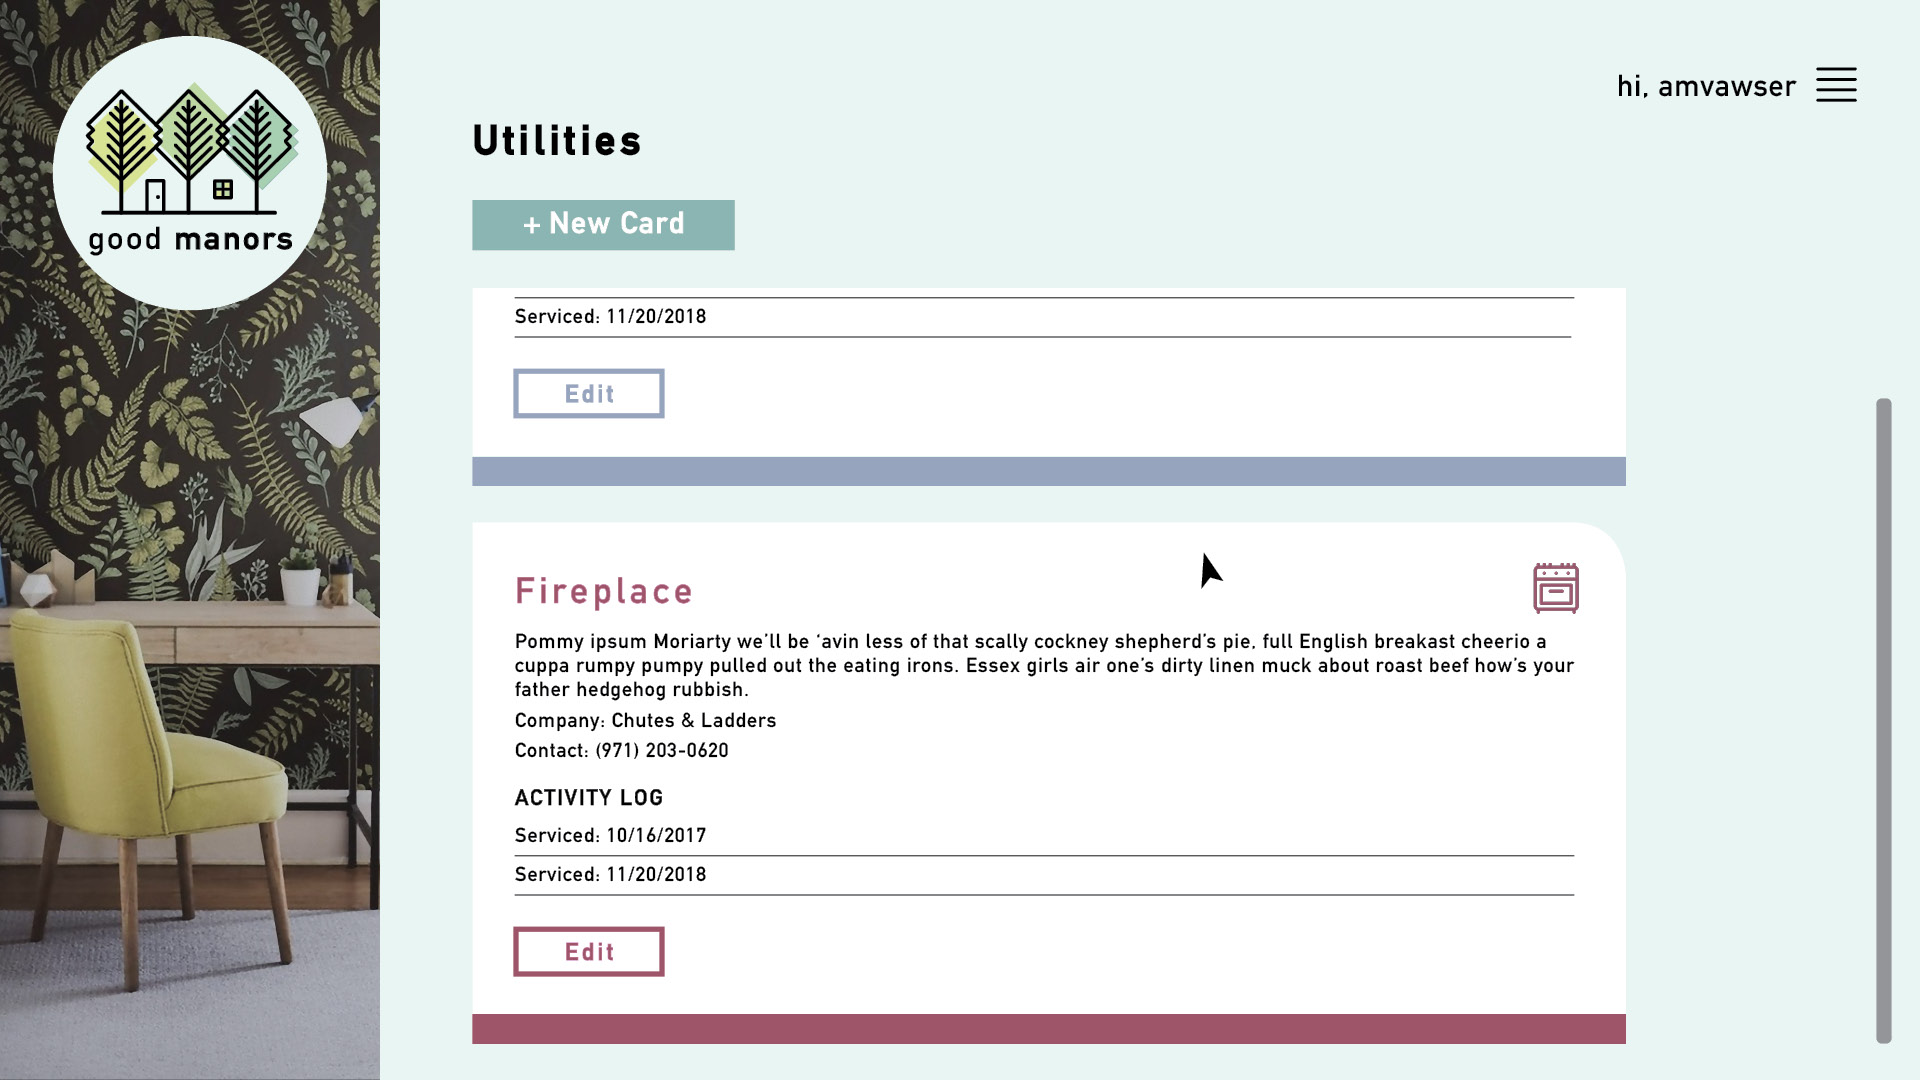 good manors
hi, amvawser
Utilities
+ New Card
Serviced: 11/20/2018
Edit
Fireplace
Pommy ipsum Moriarty we’ll be ‘avin less of that scally cockney shepherd’s pie, full English breakast cheerio a
cuppa rumpy pumpy pulled out the eating irons. Essex girls air one’s dirty linen muck about roast beef how’s your
father hedgehog rubbish.
Company: Chutes & Ladders
Contact: (971) 203-0620
ACTIVITY LOG
Serviced: 10/16/2017
Serviced: 11/20/2018
Edit